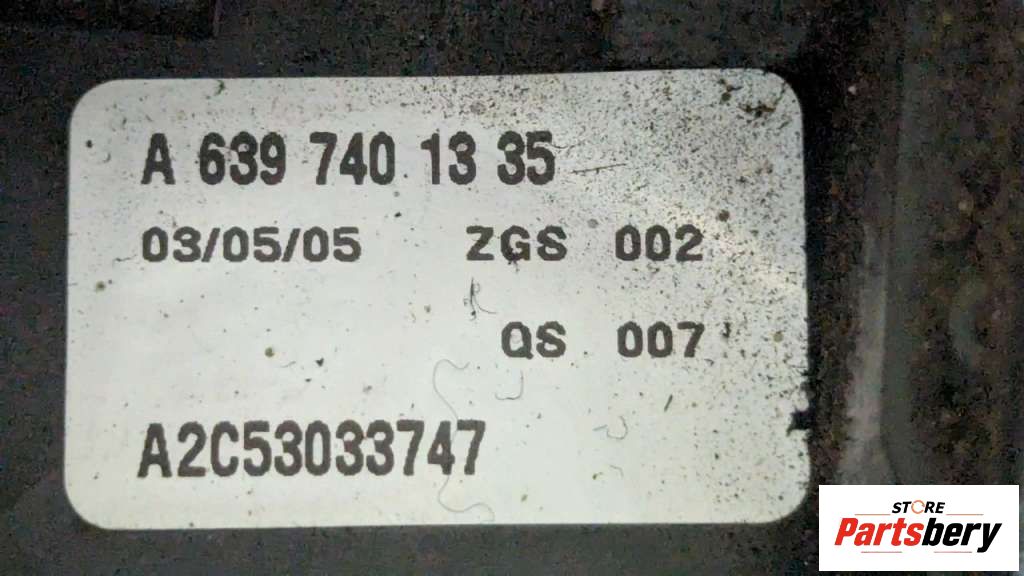 A 639 740 13 35
03/05/05 ZGS 002
QS 007
A2C53033747
STORE
Partsbery